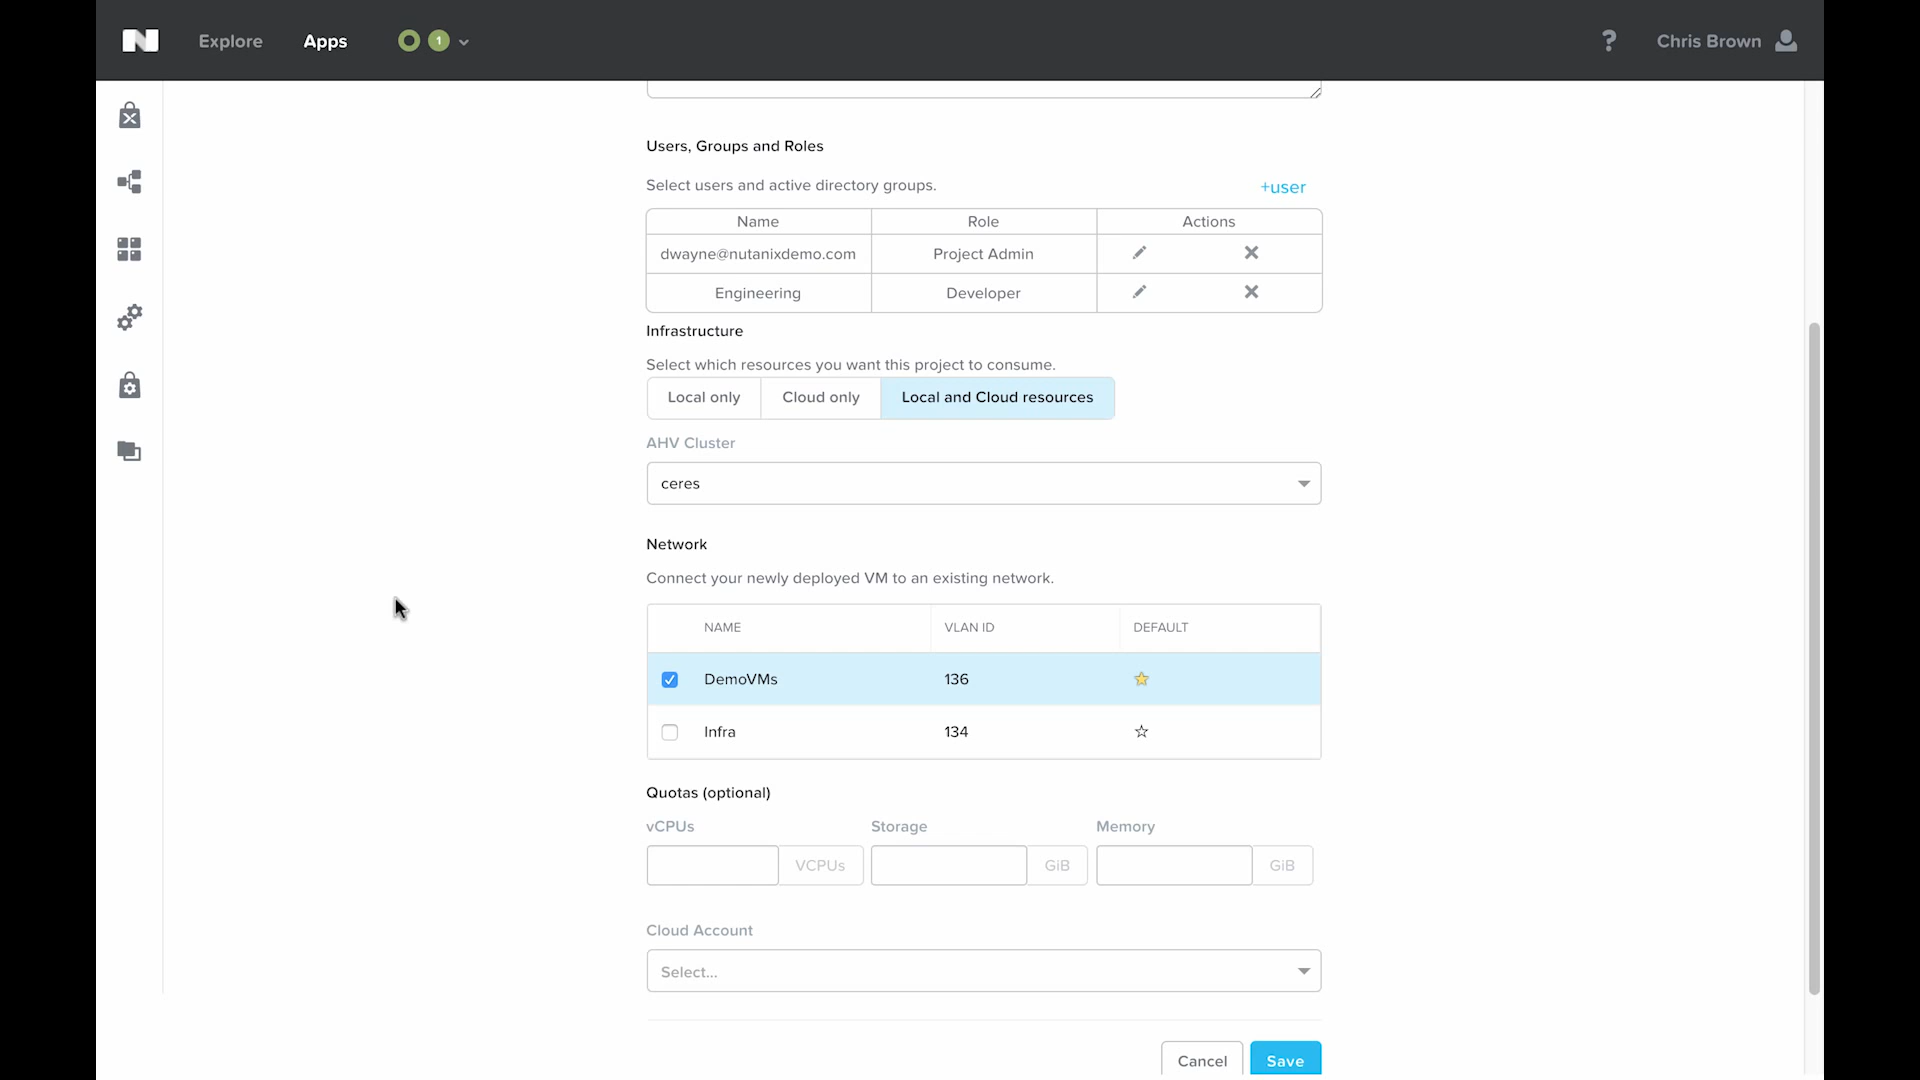 N Explore Apps 1 ? Chris Brown
Users, Groups and Roles
Select users and active directory groups. +user
Name Role Actions
dwayne@nutanixdemo.com Project Admin
Engineering Developer
Infrastructure
Select which resources you want this project to consume.
Local only Cloud only Local and Cloud resources
AHV Cluster
ceres
Network
Connect your newly deployed VM to an existing network.
NAME VLAN ID DEFAULT
DemoVMs 136
Infra 134
Quotas (optional)
vCPUs Storage Memory
VCPUs GiB GiB
Cloud Account
Select...
Cancel Save